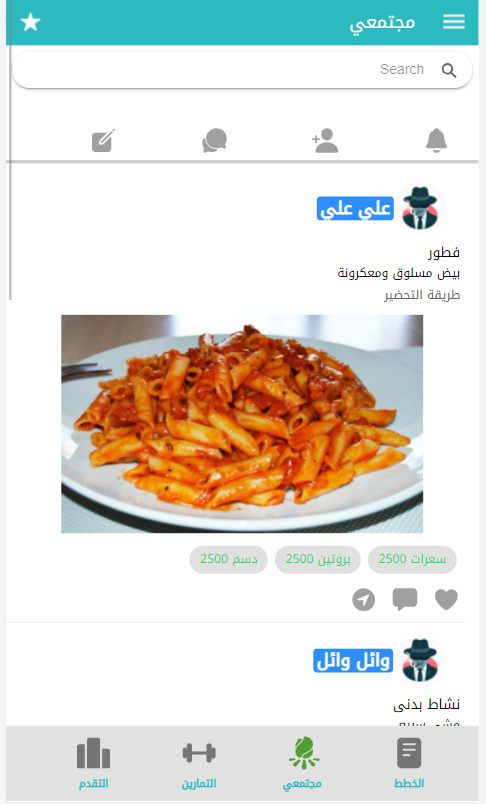 مجتمعي
Search
علي علي
فطور
بيض مسلوق ومعكرونة
طريقة التحضير
سعرات 2500
بروتين 2500
دسم 2500
وائل وائل
نشاط بدني
الخطط
مجتمعي
التمارين
التقدم